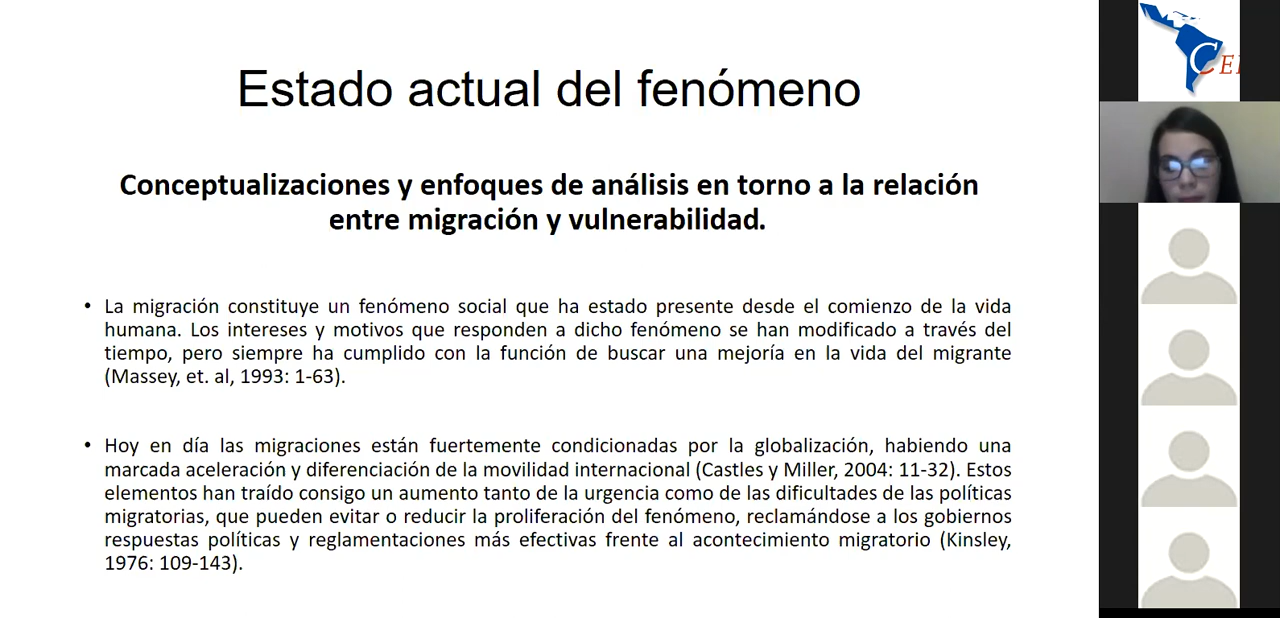 Estado actual del fenómeno
Conceptualizaciones y enfoques de análisis en torno a la relación
entre migración y vulnerabilidad.
• La migración constituye un fenómeno social que ha estado presente desde el comienzo de la vida
humana. Los intereses y motivos que responden a dicho fenómeno se han modificado a través del
tiempo, pero siempre ha cumplido con la función de buscar una mejoría en la vida del migrante
(Massey, et. al, 1993: 1-63).
• Hoy en día las migraciones están fuertemente condicionadas por la globalización, habiendo una
marcada aceleración y diferenciación de la movilidad internacional (Castles y Miller, 2004: 11-32). Estos
elementos han traído consigo un aumento tanto de la urgencia como de las dificultades de las políticas
migratorias, que pueden evitar o reducir la proliferación del fenómeno, reclamándose a los gobiernos
respuestas políticas y reglamentaciones más efectivas frente al acontecimiento migratorio (Kinsley,
1976: 109-143).